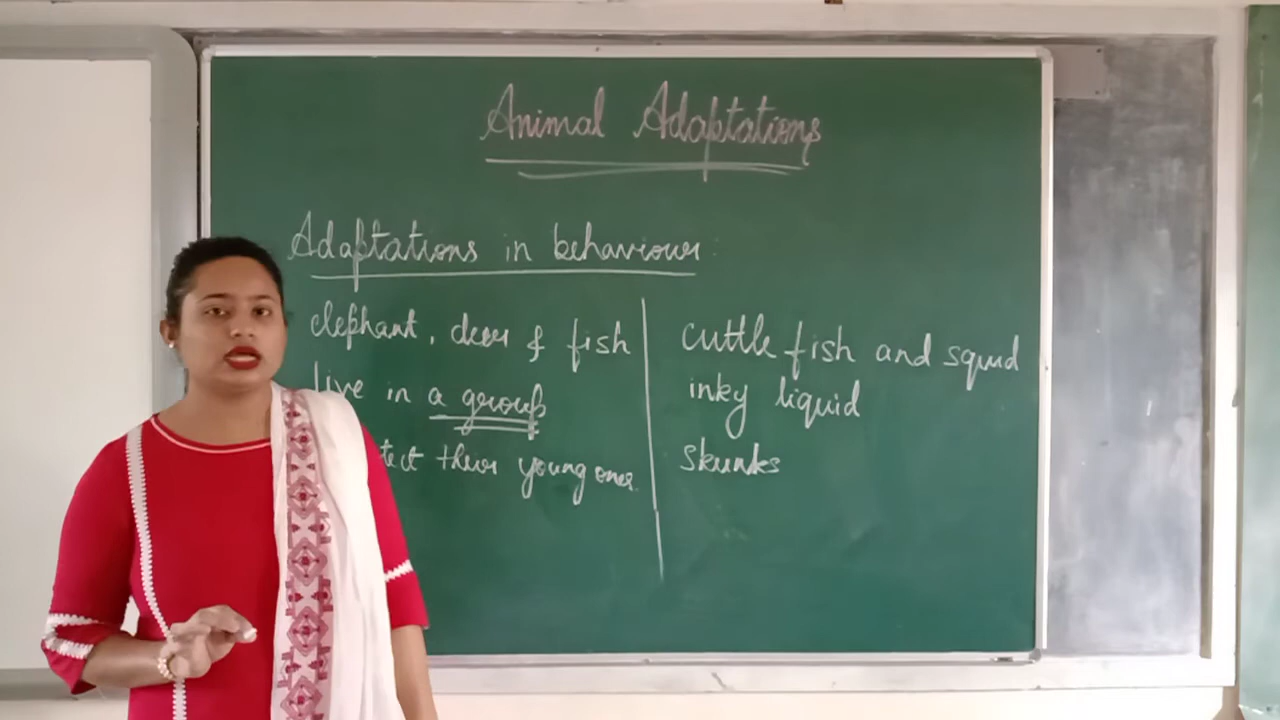 Animal Adaptations
Adaptations in behaviour
elephant, deer & fish
live in a group
their young ones.
cuttle fish and squid
inky liquid
skunks